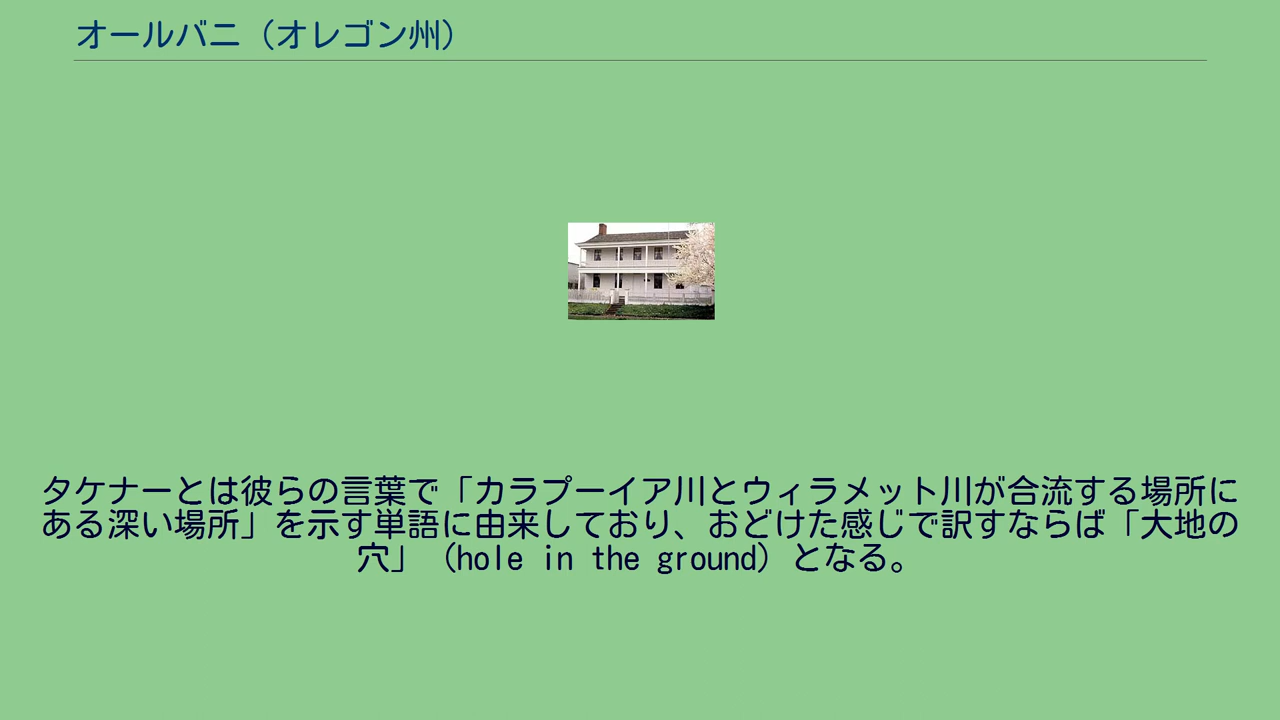 オールバニ（オレゴン州）
タケナーとは彼らの言葉で「カラプーイア川とウィラメット川が合流する場所に
ある深い場所」を示す単語に由来しており、おどけた感じで訳すならば「大地の
穴」（hole in the ground）となる。